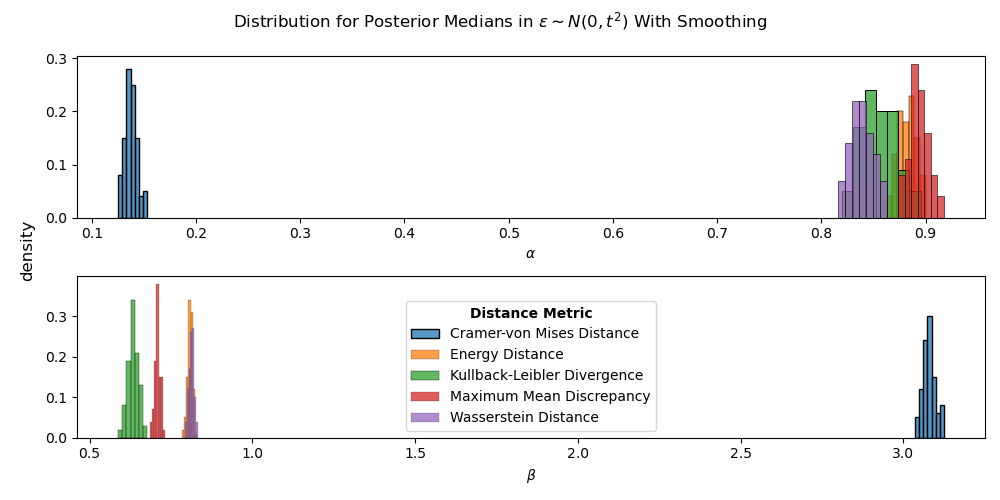 Distribution for Posterior Medians in ε ∼ N(0, t²) With Smoothing
0.3
0.2
0.1
0.0
0.1 0.2 0.3 0.4 0.5 0.6 0.7 0.8 0.9
α
density
0.3
0.2
0.1
0.0
Distance Metric
Cramer-von Mises Distance
Energy Distance
Kullback-Leibler Divergence
Maximum Mean Discrepancy
Wasserstein Distance
0.5 1.0 1.5 2.0 2.5 3.0
β